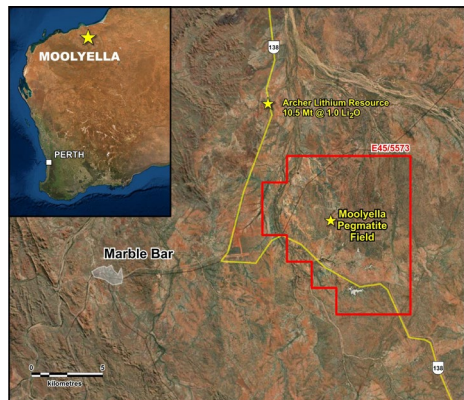 MOOLYELLA
PERTH
138
Archer Lithium Resource
10.5 Mt @ 1.0 Li₂O
E45/5573
Moolyella
Pegmatite
Field
Marble Bar
138
0 5
kilometres